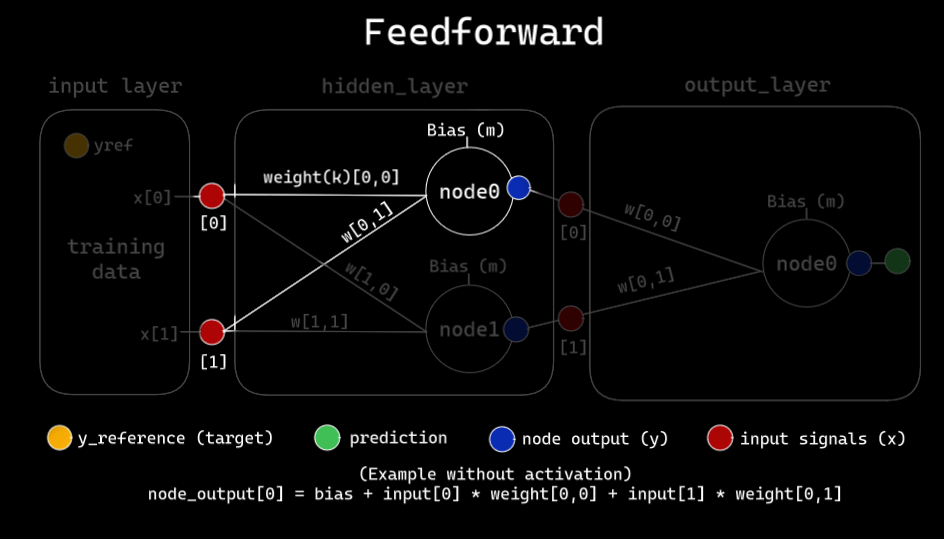 Feedforward
input layer
hidden_layer
output_layer
yref
Bias (m)
weight(k)[0,0]
x[0]
node0
[0]
w[0,1]
w[0,0]
Bias (m)
[0]
training
data
w[1,0]
Bias (m)
node0
w[0,1]
w[1,1]
node1
x[1]
[1]
[1]
y_reference (target)
prediction
node output (y)
input signals (x)
(Example without activation)
node_output[0] = bias + input[0] * weight[0,0] + input[1] * weight[0,1]